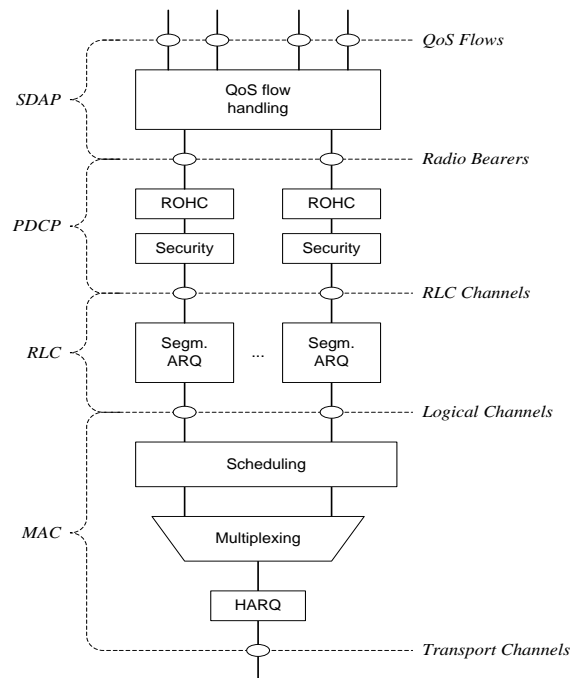 QoS Flows
QoS flow
handling
SDAP
Radio Bearers
ROHC
ROHC
PDCP
Security
Security
RLC Channels
Segm.
ARQ
...
Segm.
ARQ
RLC
Logical Channels
Scheduling
MAC
Multiplexing
HARQ
Transport Channels